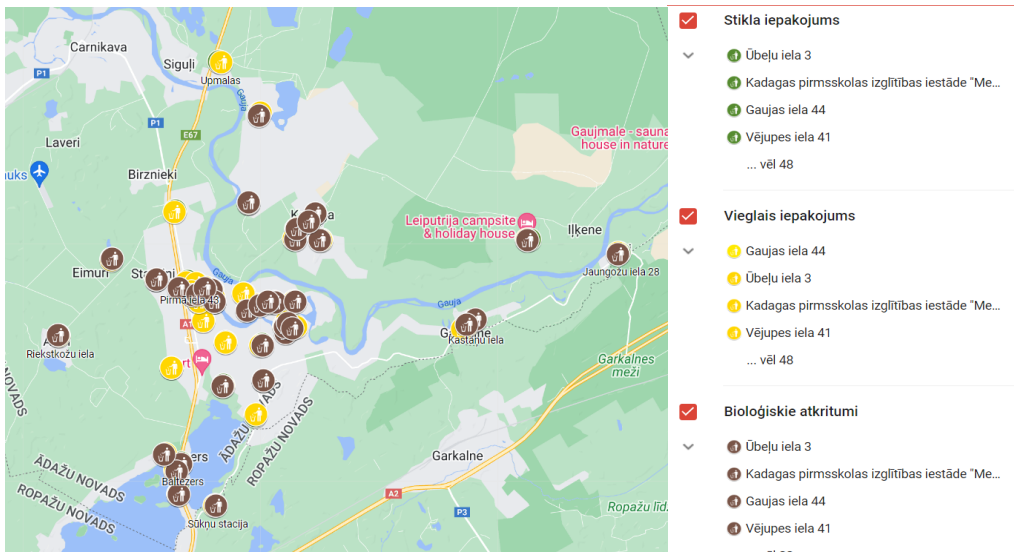 Carnikava
P1
Siguļi
Upmalas
Gauja
P1
E67
Laveri
Birznieki
Gaujmale - sauna
house in nature
Leiputrija campsite
& holiday house
Iļķene
Jaungožu iela 28
Eimuri
Gauja
Pirmā iela 43
Gauja
Kastaņu iela
Riekstkožu iela
NOVADS
Garkalnes
meži
ĀDAŽU NOVADS
ROPAŽU NOVADS
ĀDAŽU NOVADS
ROPAŽU NOVADS
Baltezers
Garkalne
A2
P3
Sūkņu stacija
Stikla iepakojums
Ūbeļu iela 3
Kadagas pirmsskolas izglītības iestāde "Me...
Gaujas iela 44
Vējupes iela 41
... vēl 48
Vieglais iepakojums
Gaujas iela 44
Ūbeļu iela 3
Kadagas pirmsskolas izglītības iestāde "Me...
Vējupes iela 41
... vēl 48
Bioloģiskie atkritumi
Ūbeļu iela 3
Kadagas pirmsskolas izglītības iestāde "Me...
Gaujas iela 44
Vējupes iela 41